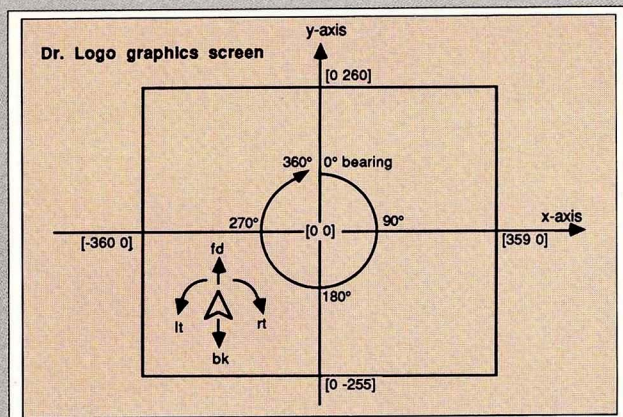 y-axis
Dr. Logo graphics screen
[0 260]
360° 0° bearing
x-axis
270° 90°
[0 0]
[-360 0] [359 0]
fd
180°
lt rt
bk
[0 -255]